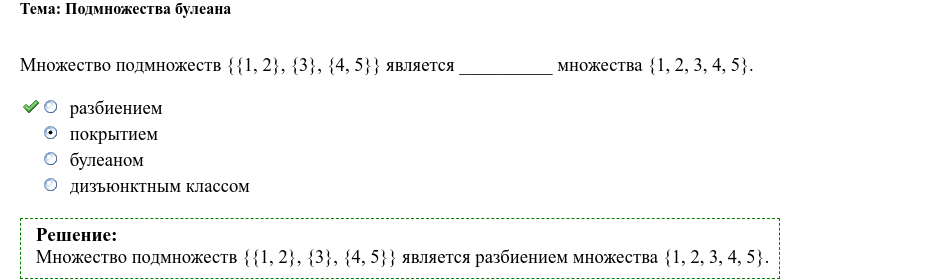 Тема: Подмножества булеана
Множество подмножеств {{1, 2}, {3}, {4, 5}} является __________ множества {1, 2, 3, 4, 5}.
разбиением
покрытием
булеаном
дизъюнктным классом
Решение:
Множество подмножеств {{1, 2}, {3}, {4, 5}} является разбиением множества {1, 2, 3, 4, 5}.